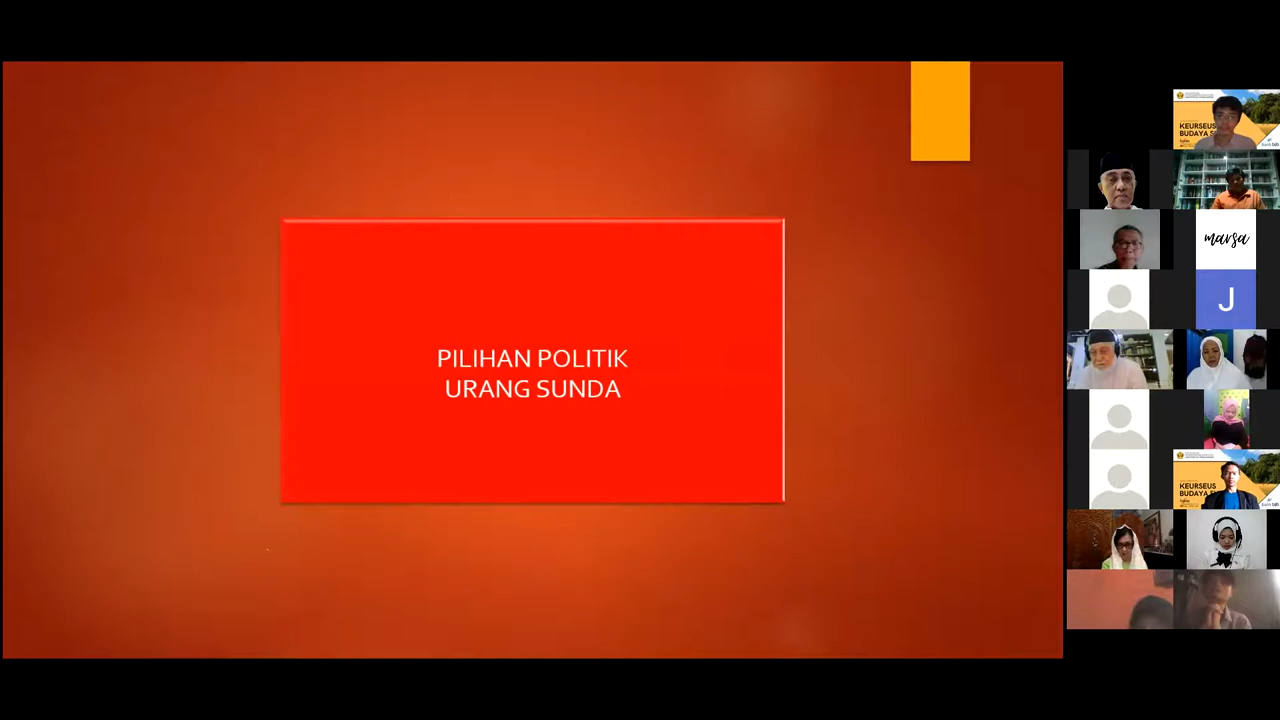 PILIHAN POLITIK
URANG SUNDA
KEURSEUS
BUDAYA
marsa
J
KEURSEUS
BUDAYA